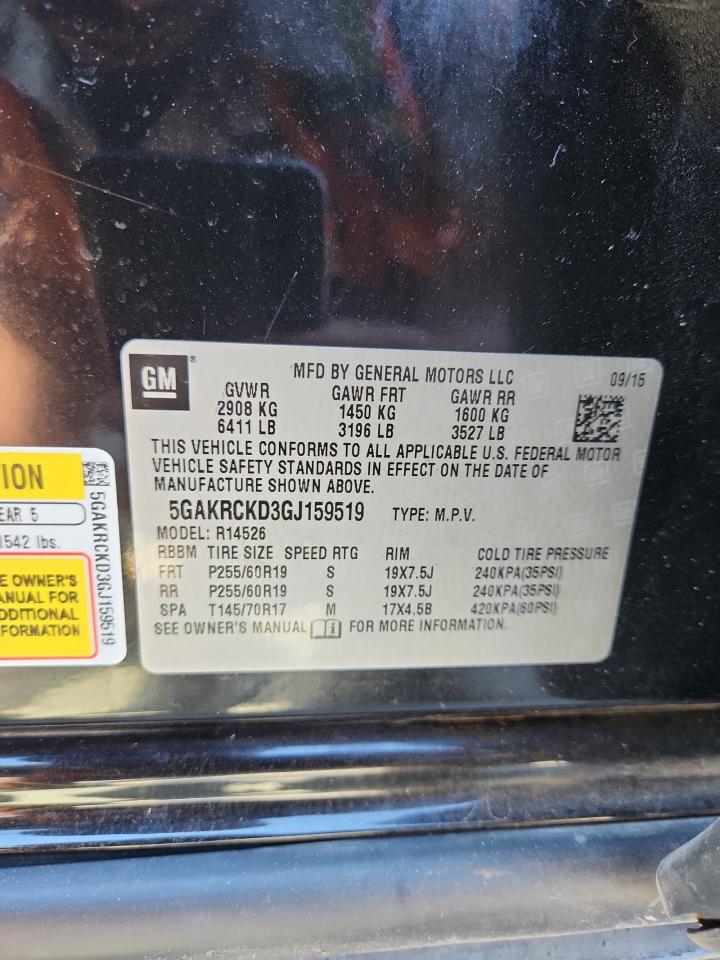 GM
®
MFD BY GENERAL MOTORS LLC
09/15
GVWR GAWR FRT GAWR RR
2908 KG 1450 KG 1600 KG
6411 LB 3196 LB 3527 LB
THIS VEHICLE CONFORMS TO ALL APPLICABLE U.S. FEDERAL MOTOR
VEHICLE SAFETY STANDARDS IN EFFECT ON THE DATE OF
MANUFACTURE SHOWN ABOVE.
5GAKRCKD3GJ159519 TYPE: M.P.V.
MODEL: R14526
RBBM TIRE SIZE SPEED RTG RIM COLD TIRE PRESSURE
FRT P255/60R19 S 19X7.5J 240KPA(35PSI)
RR P255/60R19 S 19X7.5J 240KPA(35PSI)
SPA T145/70R17 M 17X4.5B 420KPA(60PSI)
SEE OWNER'S MANUAL i FOR MORE INFORMATION.
TION
EAR 5
1542 lbs.
E OWNER'S
ANUAL FOR
DDITIONAL
FORMATION
5GAKRCKD3GJ159519